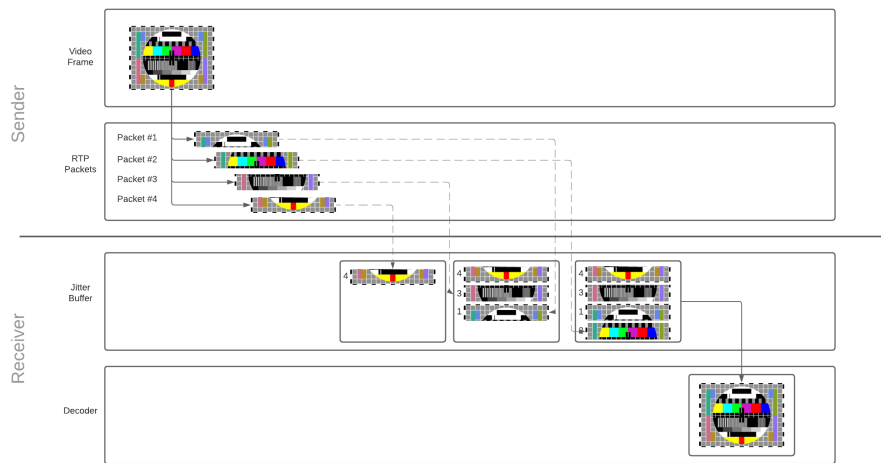 Sender
Video
Frame
RTP
Packets
Packet #1
Packet #2
Packet #3
Packet #4
Receiver
Jitter
Buffer
4
4
3
1
4
3
1
2
Decoder